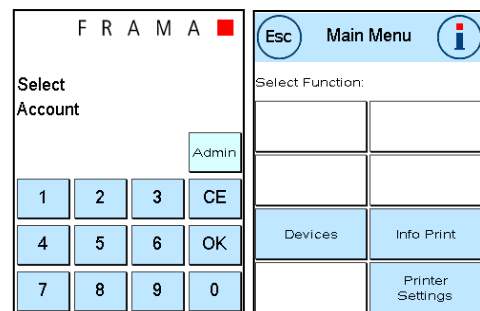 F R A M A
Select
Account
Admin
1 2 3 CE
4 5 6 OK
7 8 9 0
Esc Main Menu i
Select Function:
Devices Info Print
Printer
Settings